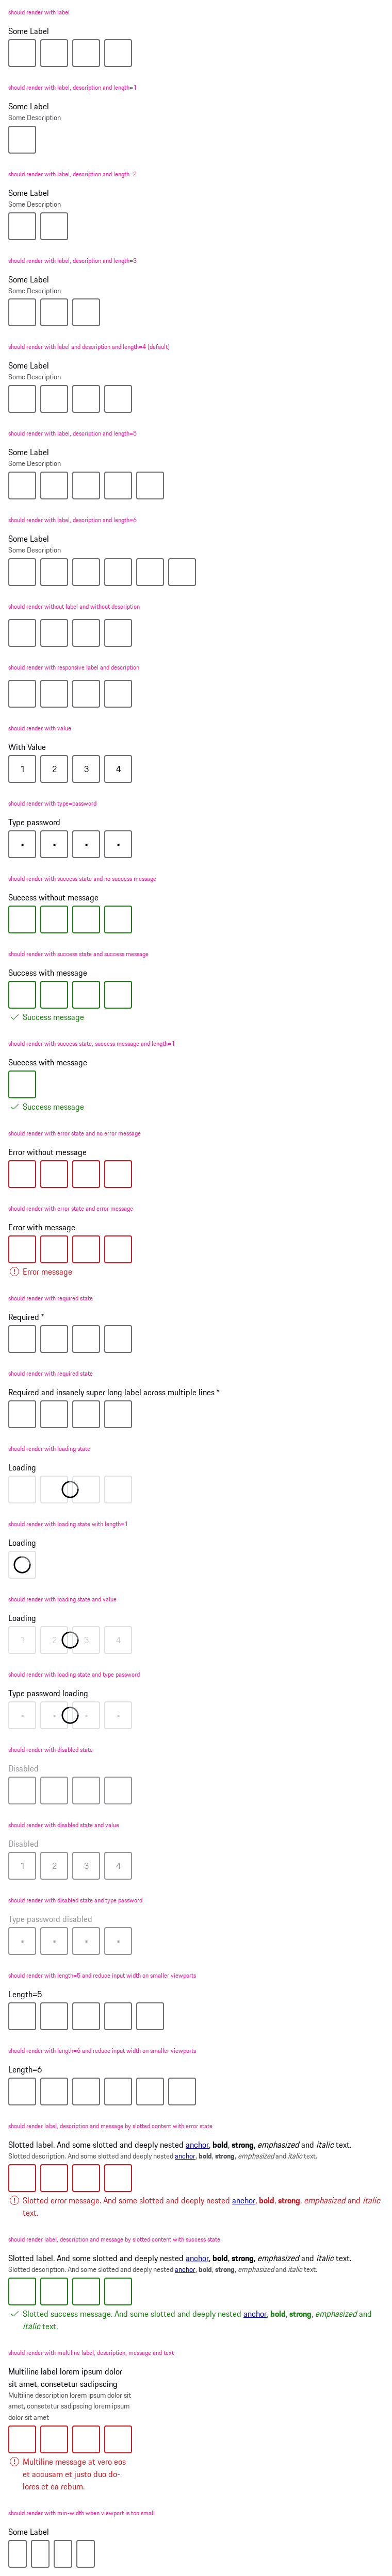 should render with label
Some Label
should render with label, description and length=1
Some Label
Some Description
should render with label, description and length=2
Some Label
Some Description
should render with label, description and length=3
Some Label
Some Description
should render with label and description and length=4 (default)
Some Label
Some Description
should render with label, description and length=5
Some Label
Some Description
should render with label, description and length=6
Some Label
Some Description
should render without label and without description
should render with responsive label and description
should render with value
With Value
1 2 3 4
should render with type=password
Type password
• • • •
should render with success state and no success message
Success without message
should render with success state and success message
Success with message
Success message
should render with success state, success message and length=1
Success with message
Success message
should render with error state and no error message
Error without message
should render with error state and error message
Error with message
Error message
should render with required state
Required *
should render with required state
Required and insanely super long label across multiple lines *
should render with loading state
Loading
should render with loading state with length=1
Loading
should render with loading state and value
Loading
1 2 3 4
should render with loading state and type password
Type password loading
• • • •
should render with disabled state
Disabled
should render with disabled state and value
Disabled
1 2 3 4
should render with disabled state and type password
Type password disabled
• • • •
should render with length=5 and reduce input width on smaller viewports
Length=5
should render with length=6 and reduce input width on smaller viewports
Length=6
should render label, description and message by slotted content with error state
Slotted label. And some slotted and deeply nested anchor, bold, strong, emphasized and italic text.
Slotted description. And some slotted and deeply nested anchor, bold, strong, emphasized and italic text.
Slotted error message. And some slotted and deeply nested anchor, bold, strong, emphasized and italic
text.
should render label, description and message by slotted content with success state
Slotted label. And some slotted and deeply nested anchor, bold, strong, emphasized and italic text.
Slotted description. And some slotted and deeply nested anchor, bold, strong, emphasized and italic text.
Slotted success message. And some slotted and deeply nested anchor, bold, strong, emphasized and
italic text.
should render with multiline label, description, message and text
Multiline label lorem ipsum dolor
sit amet, consetetur sadipscing
Multiline description lorem ipsum dolor sit
amet, consetetur sadipscing lorem ipsum
dolor sit amet
Multiline message at vero eos
et accusam et justo duo do-
lores et ea rebum.
should render with min-width when viewport is too small
Some Label